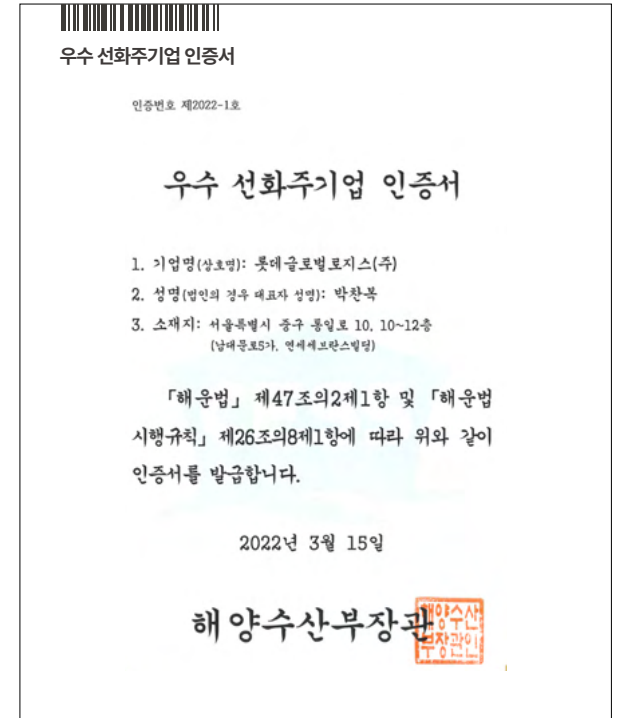 우수 선화주기업 인증서
인증번호 제2022-1호
우수 선화주기업 인증서
1. 기업명(상호명): 롯데글로벌로지스(주)
2. 성명(법인의 경우 대표자 성명): 박찬복
3. 소재지: 서울특별시 중구 통일로 10, 10~12층
(남대문로5가, 연세세브란스빌딩)
「해운법」 제47조의2제1항 및 「해운법
시행규칙」 제26조의8제1항에 따라 위와 같이
인증서를 발급합니다.
2022년 3월 15일
해양수산부장관
해양수산
부장관인